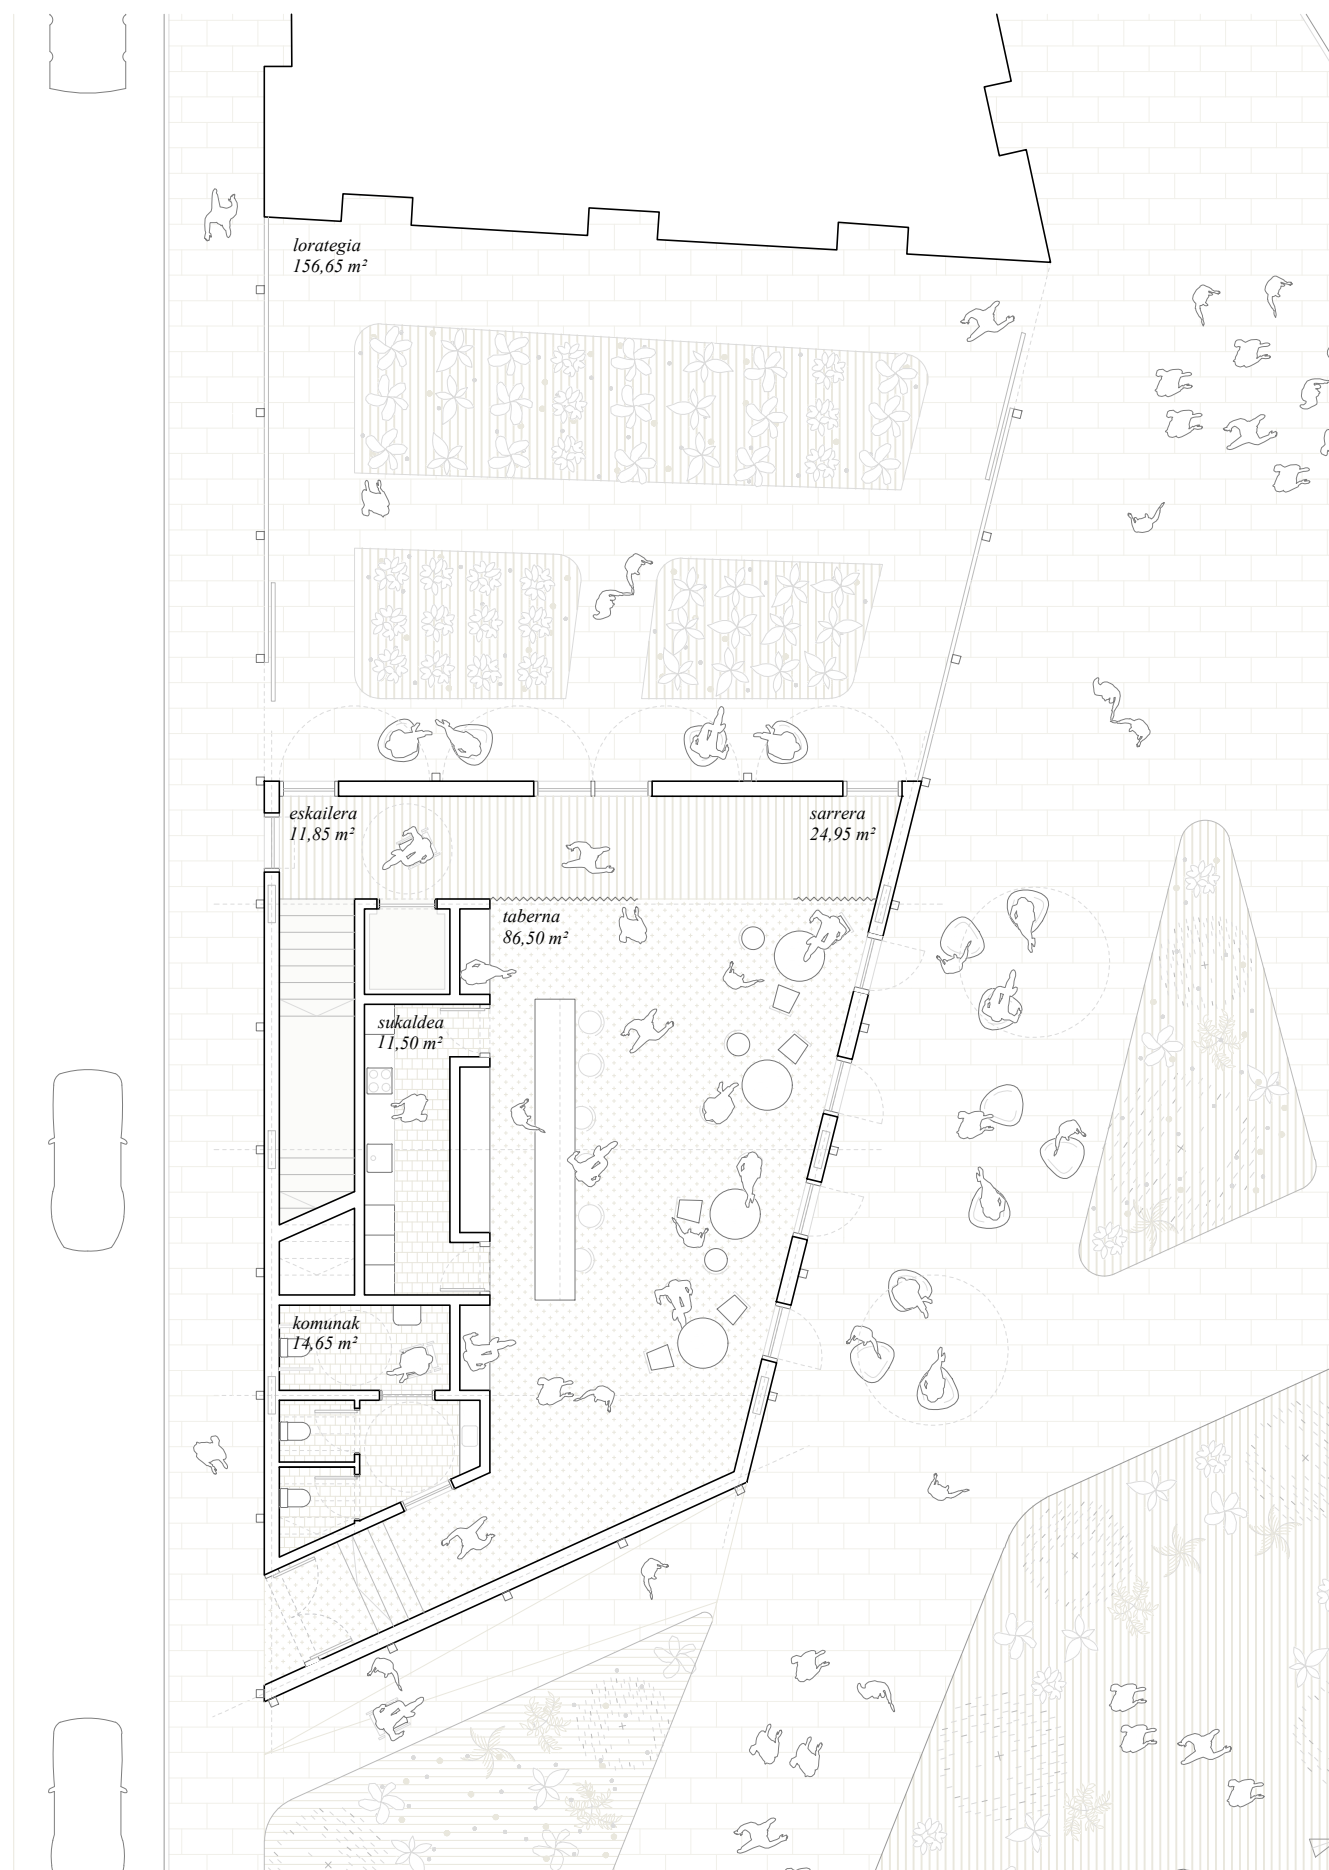 lorategia
156,65 m²
eskailera
11,85 m²
sarrera
24,95 m²
taberna
86,50 m²
sukaldea
11,50 m²
komunak
14,65 m²